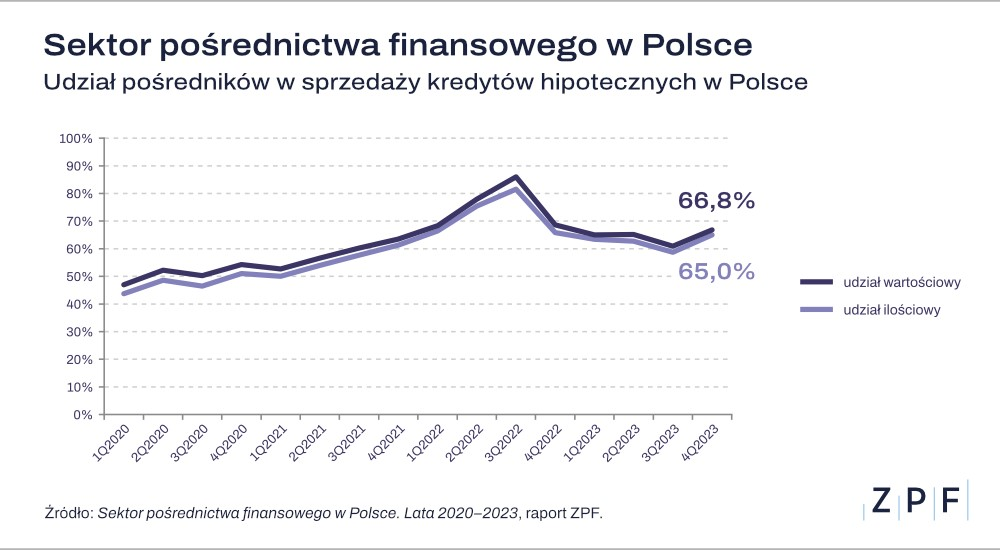 Sektor pośrednictwa finansowego w Polsce
Udział pośredników w sprzedaży kredytów hipotecznych w Polsce
100%
90%
80%
70%
60%
50%
40%
30%
20%
10%
0%
66,8%
65,0%
udział wartościowy
udział ilościowy
1Q2020
2Q2020
3Q2020
4Q2020
1Q2021
2Q2021
3Q2021
4Q2021
1Q2022
2Q2022
3Q2022
4Q2022
1Q2023
2Q2023
3Q2023
4Q2023
Źródło: Sektor pośrednictwa finansowego w Polsce. Lata 2020–2023, raport ZPF.
ZPF